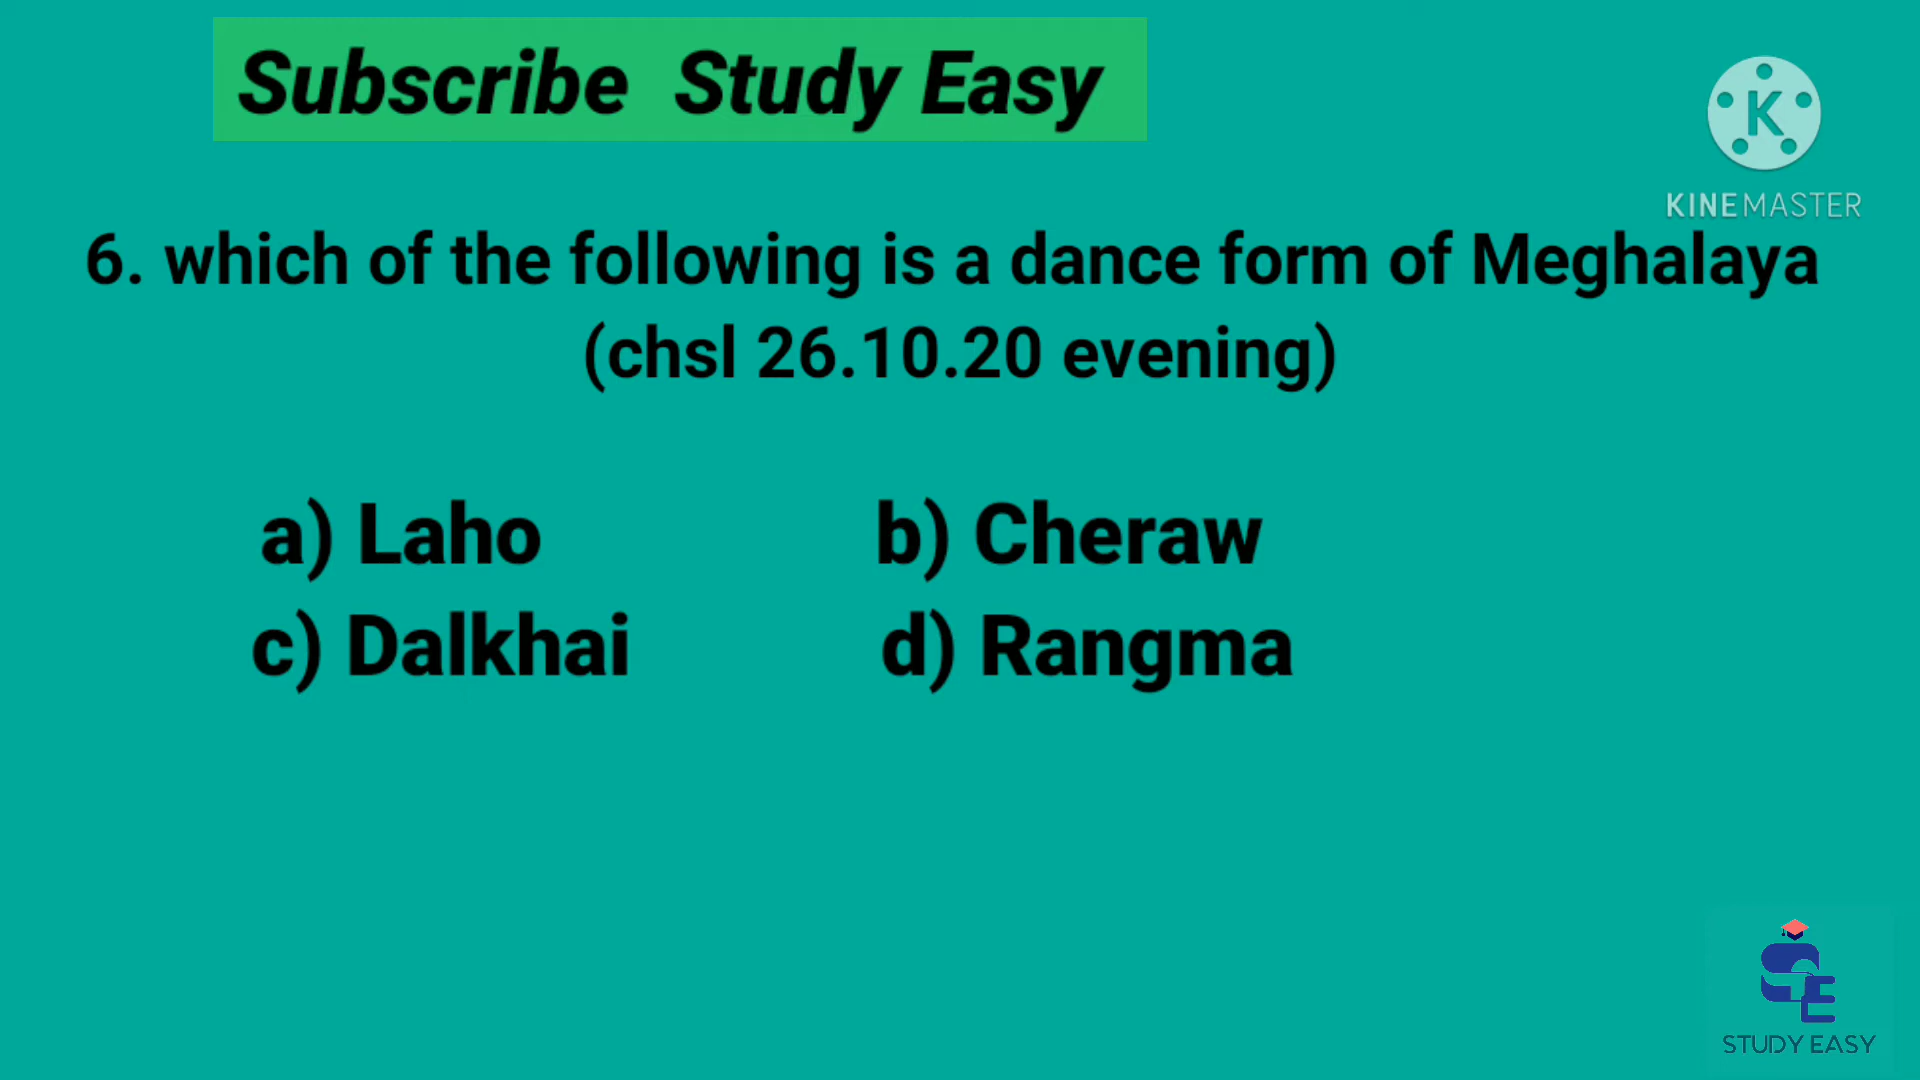 Subscribe Study Easy
KINEMASTER
6. which of the following is a dance form of Meghalaya
(chsl 26.10.20 evening)
a) Laho b) Cheraw
c) Dalkhai d) Rangma
STUDY EASY